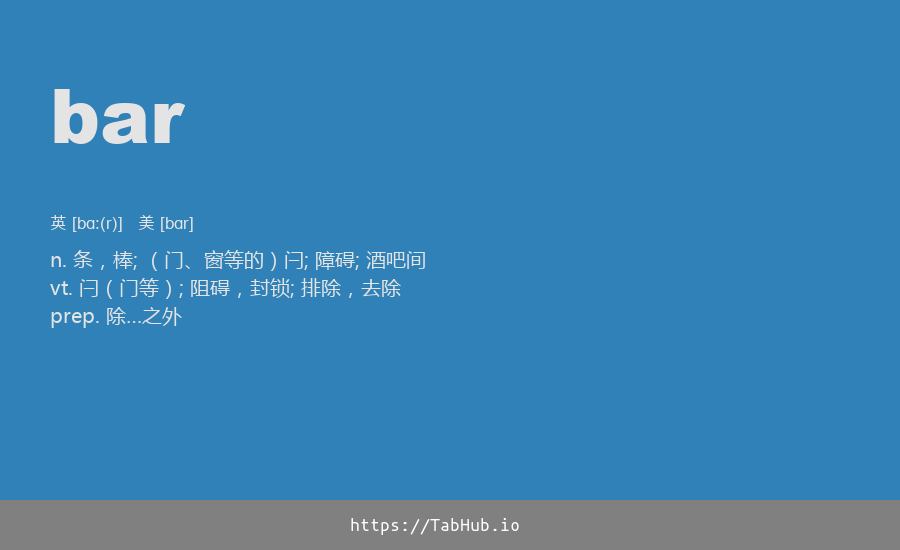 bar
英 [bɑː(r)] 美 [bɑr]
n. 条，棒; （门、窗等的）闩; 障碍; 酒吧间
vt. 闩（门等）; 阻碍，封锁; 排除，去除
prep. 除...之外
https://TabHub.io